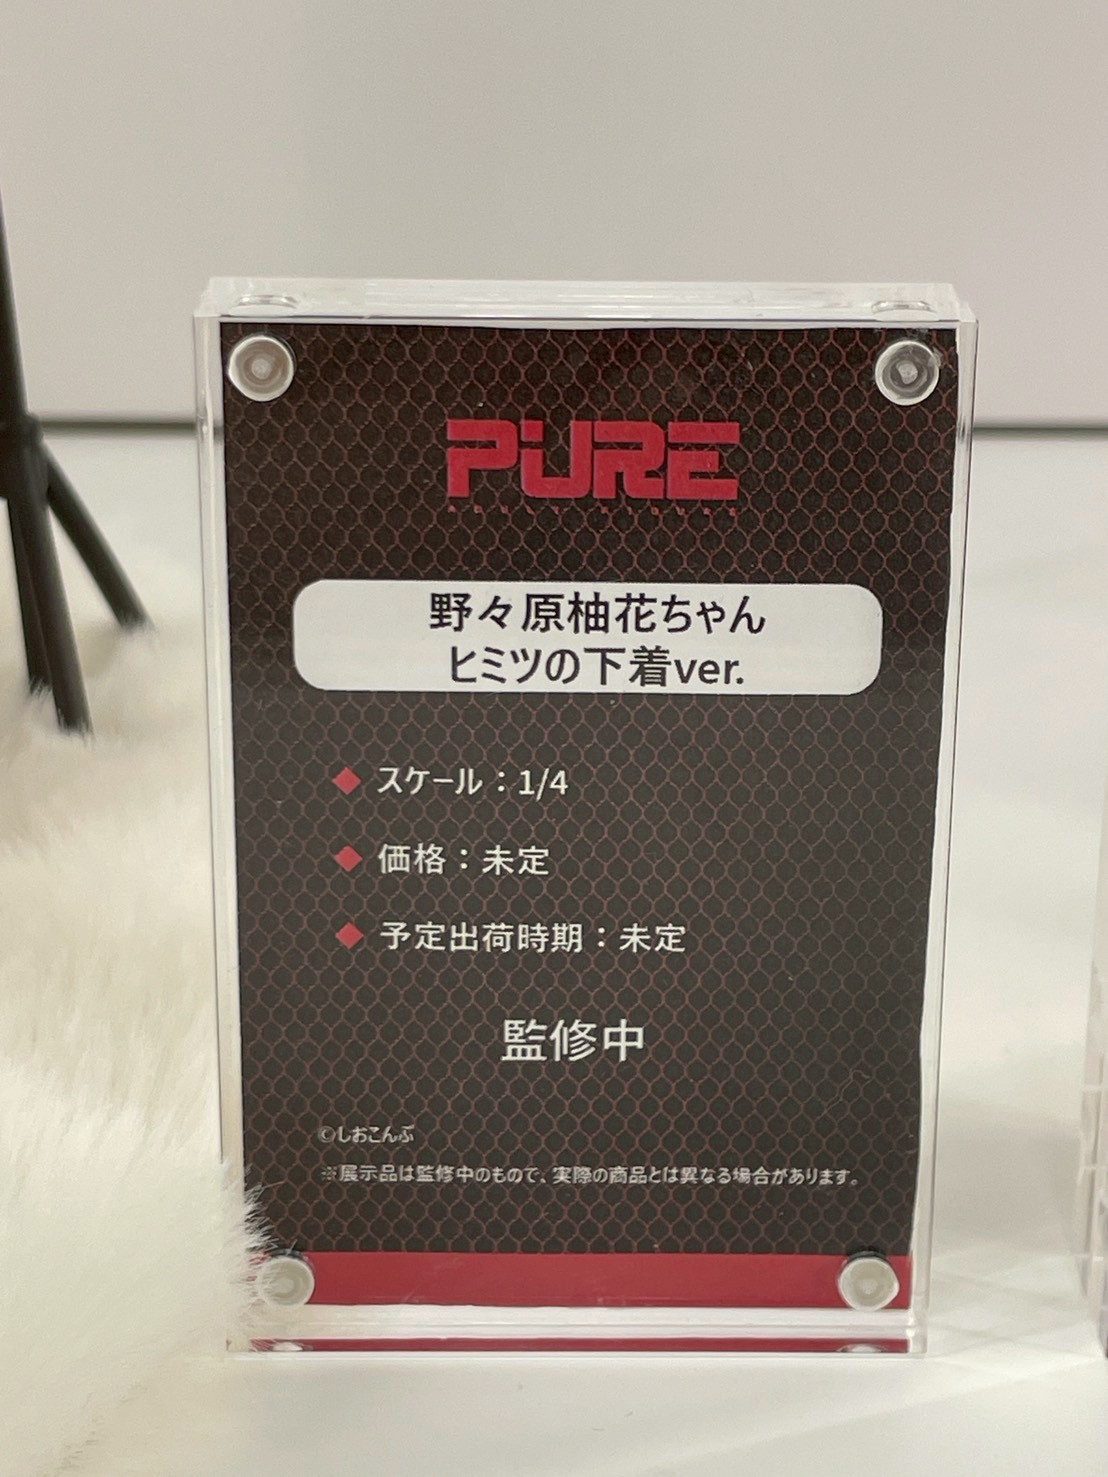 PURE
ADULT FIGURE
野々原柚花ちゃん
ヒミツの下着ver.
◆ スケール：1/4
◆ 価格：未定
◆ 予定出荷時期：未定
監修中
©しおこんぶ
※展示品は監修中のもので、実際の商品とは異なる場合があります。